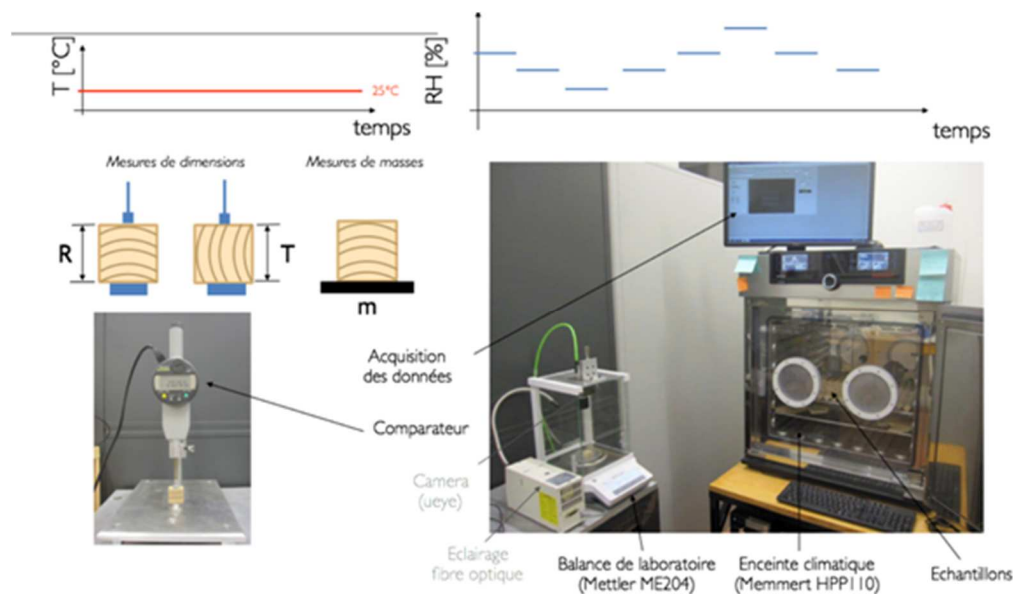 T [°C]
25°C
temps
RH [%]
temps
Mesures de dimensions
Mesures de masses
R
T
m
Acquisition
des données
Comparateur
Camera
(ueye)
Eclairage
fibre optique
Balance de laboratoire
(Mettler ME204)
Enceinte climatique
(Memmert HPP110)
Echantillons